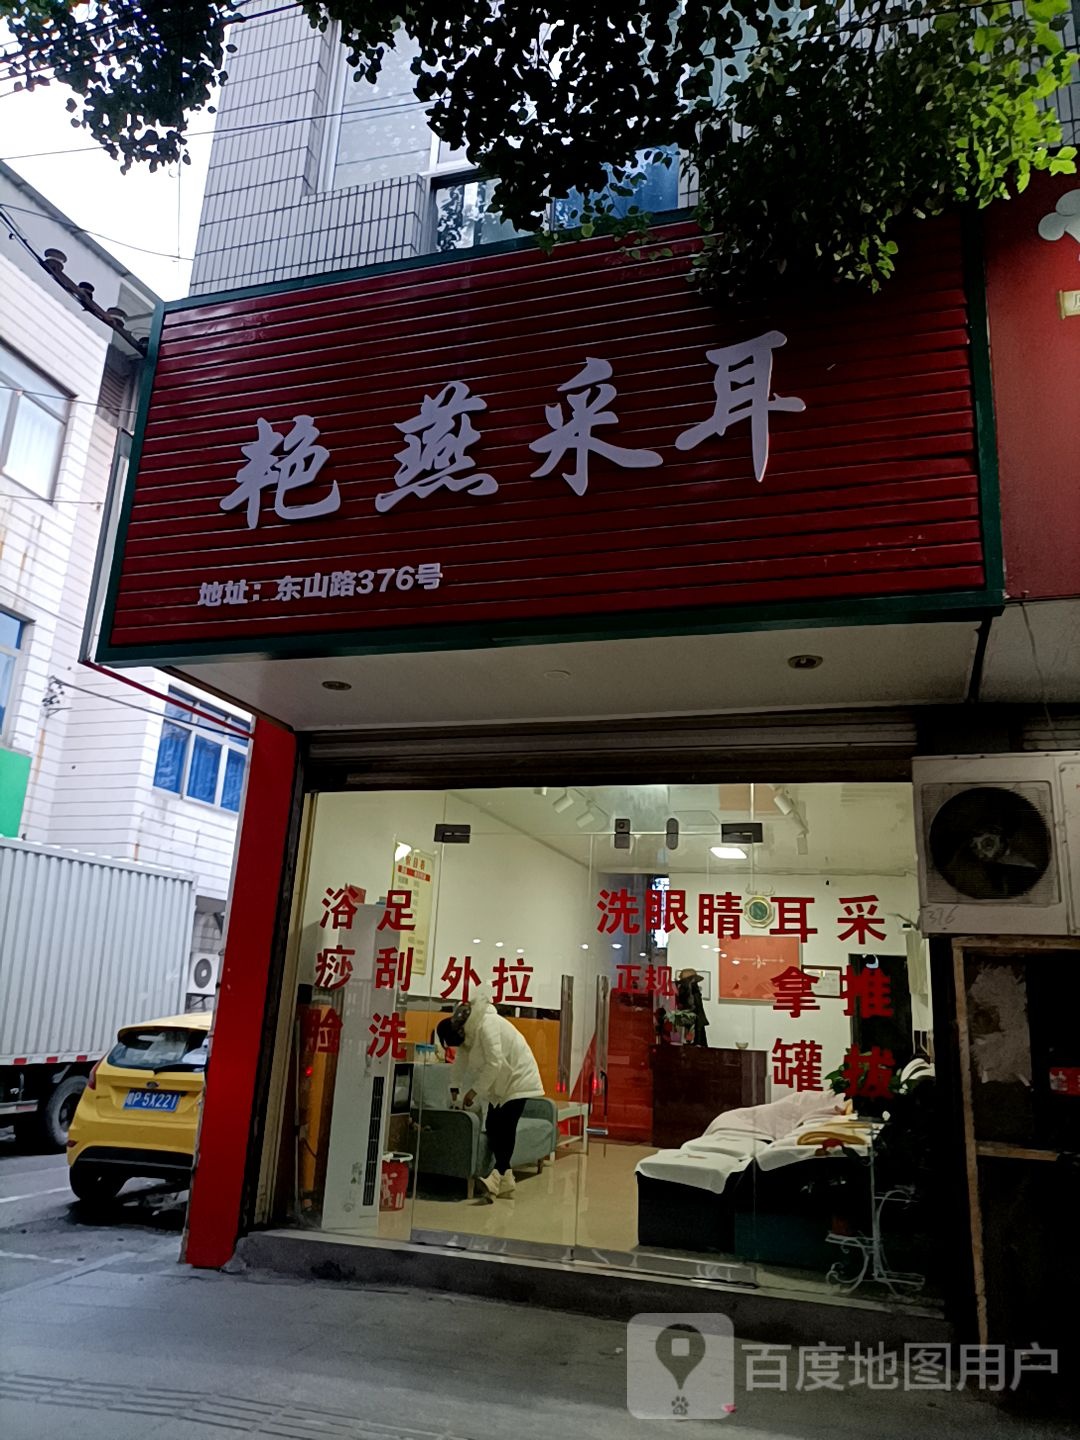 艳燕采耳
地址：东山路376号
浴足
痧刮
脸洗
外拉
洗眼睛
正规
耳采
拿推
罐拔
376
P·5X221
百度地图用户